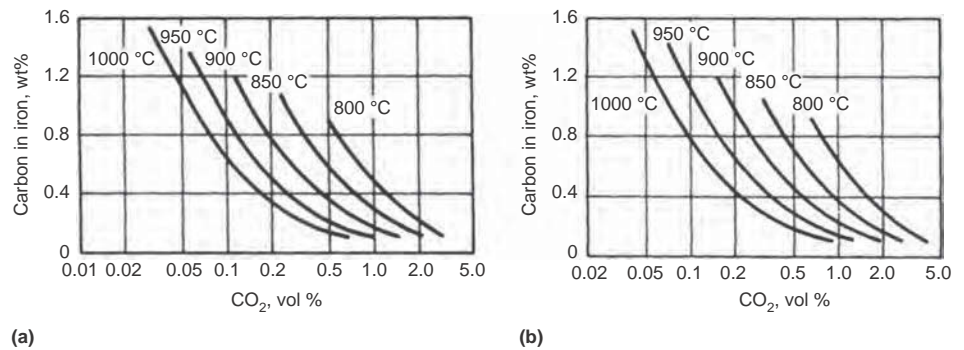 1.6
1.2
0.8
0.4
0
Carbon in iron, wt%
950 °C
1000 °C
900 °C
850 °C
800 °C
0.01 0.02 0.05 0.1 0.2 0.5 1.0 2.0 5.0
CO2, vol %
(a)
1.6
1.2
0.8
0.4
0
Carbon in iron, wt%
950 °C
900 °C
1000 °C
850 °C
800 °C
0.02 0.05 0.1 0.2 0.5 1.0 2.0 5.0
CO2, vol %
(b)